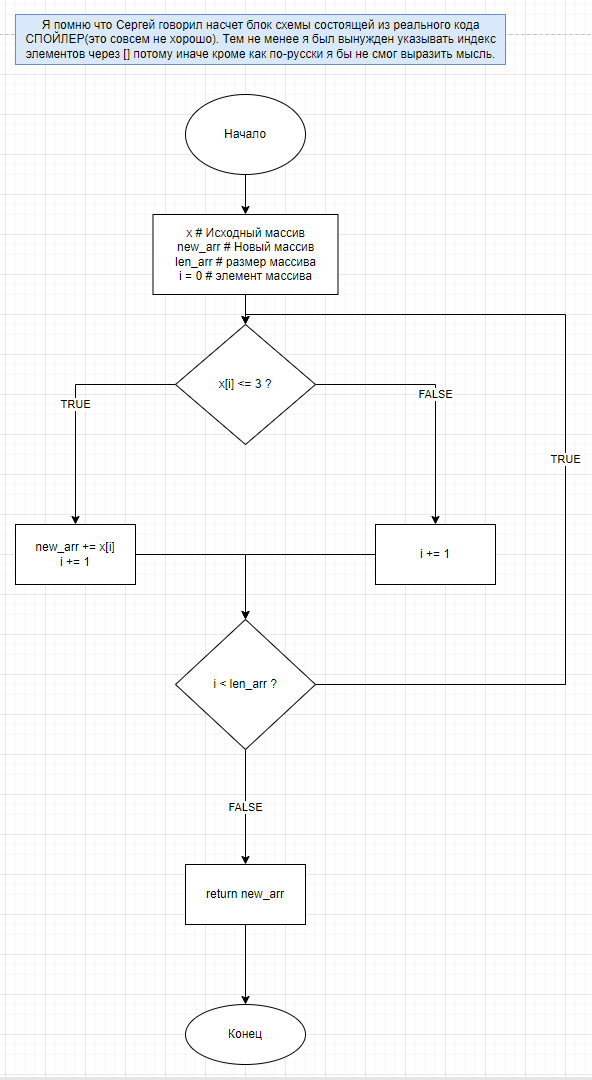 Я помню что Сергей говорил насчет блок схемы состоящей из реального кода
СПОЙЛЕР(это совсем не хорошо). Тем не менее я был вынужден указывать индекс
элементов через [] потому иначе кроме как по-русски я бы не смог выразить мысль.
Начало
x # Исходный массив
new_arr # Новый массив
len_arr # размер массива
i = 0 # элемент массива
x[i] <= 3 ?
TRUE
FALSE
TRUE
new_arr += x[i]
i += 1
i += 1
i < len_arr ?
FALSE
return new_arr
Конец